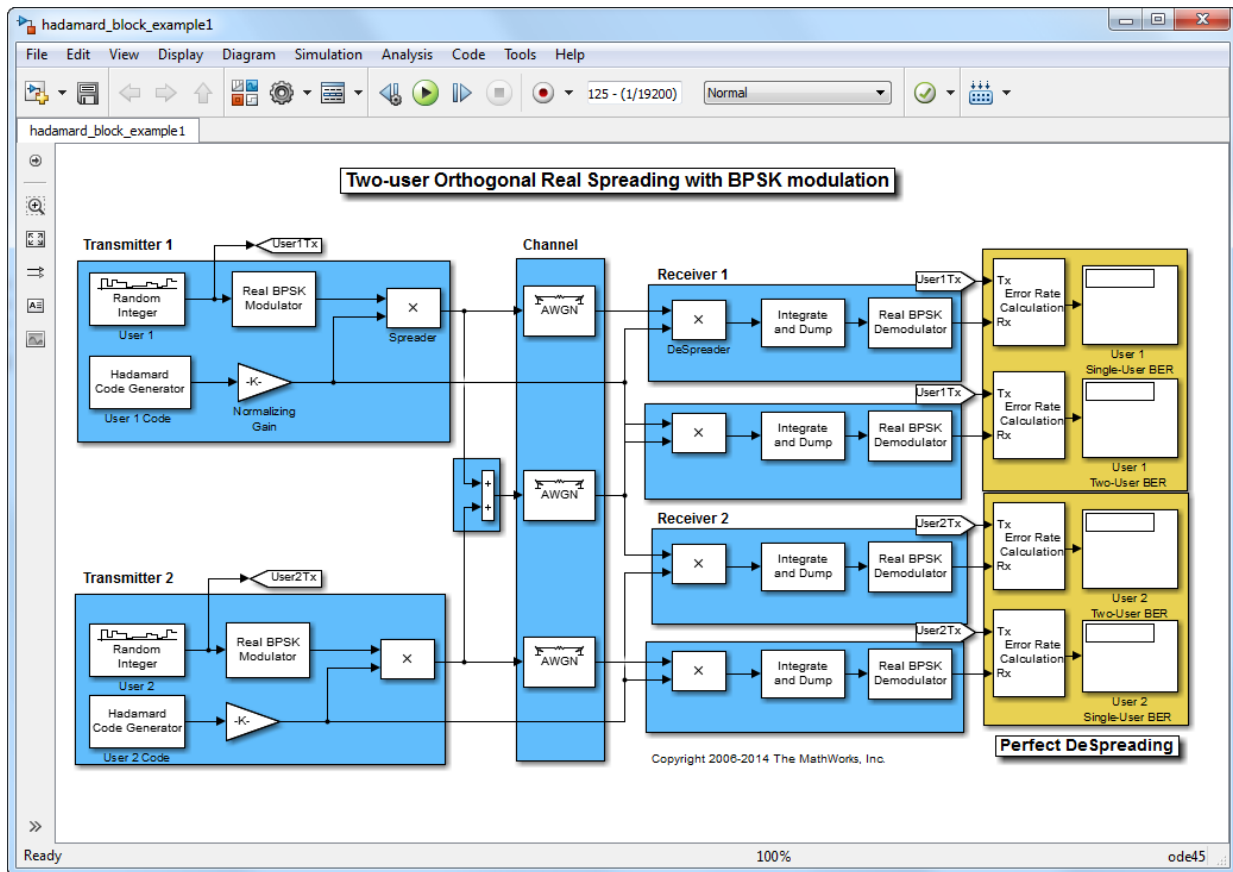 hadamard_block_example1
File Edit View Display Diagram Simulation Analysis Code Tools Help
125 - (1/19200)
Normal
hadamard_block_example1
Two-user Orthogonal Real Spreading with BPSK modulation
Transmitter 1
User1Tx
Random
Integer
User 1
Real BPSK
Modulator
×
Spreader
Hadamard
Code Generator
User 1 Code
-K-
Normalizing
Gain
Transmitter 2
User2Tx
Random
Integer
User 2
Real BPSK
Modulator
×
Hadamard
Code Generator
User 2 Code
-K-
+
+
Channel
AWGN
AWGN
AWGN
Receiver 1
User1Tx
×
DeSpreader
Integrate
and Dump
Real BPSK
Demodulator
User1Tx
×
Integrate
and Dump
Real BPSK
Demodulator
Receiver 2
User2Tx
×
Integrate
and Dump
Real BPSK
Demodulator
User2Tx
×
Integrate
and Dump
Real BPSK
Demodulator
Tx
Error Rate
Calculation
Rx
User 1
Single-User BER
Tx
Error Rate
Calculation
Rx
User 1
Two-User BER
Tx
Error Rate
Calculation
Rx
User 2
Two-User BER
Tx
Error Rate
Calculation
Rx
User 2
Single-User BER
Perfect DeSpreading
Copyright 2006-2014 The MathWorks, Inc.
Ready
100%
ode45